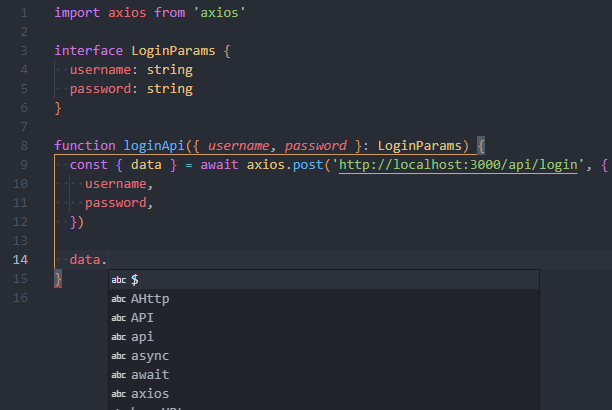 1 import axios from 'axios'
2
3 interface LoginParams {
4 username: string
5 password: string
6 }
7
8 function loginApi({ username, password }: LoginParams) {
9 const { data } = await axios.post('http://localhost:3000/api/login', {
10 username,
11 password,
12 })
13
14 data.
15 }
16
abc $
abc AHttp
abc API
abc api
abc async
abc await
abc axios